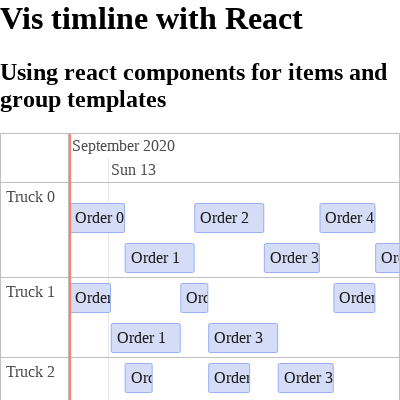 Vis timline with React
Using react components for items and
group templates
September 2020
Sun 13
Truck 0
Order 0
Order 2
Order 4
Order 1
Order 3
Or
Truck 1
Order
Orc
Order
Order 1
Order 3
Truck 2
Orc
Order
Order 3